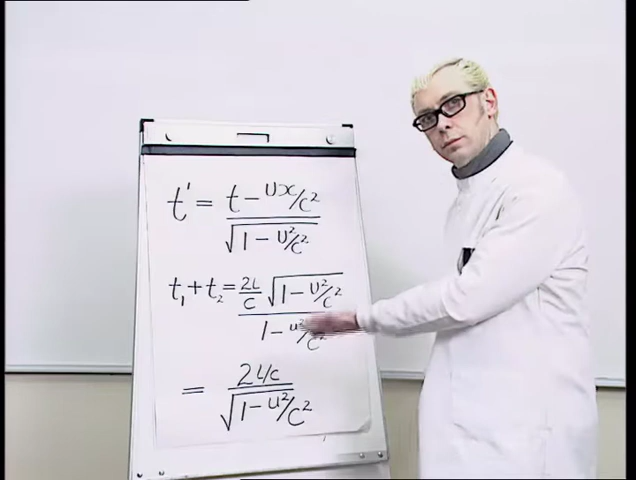 t' = (t - Ux/c²) / √(1 - U²/c²)
t₁ + t₂ = (2L/c √(1 - U²/c²)) / (1 - u²/c²)
= (2L/c) / √(1 - u²/c²)